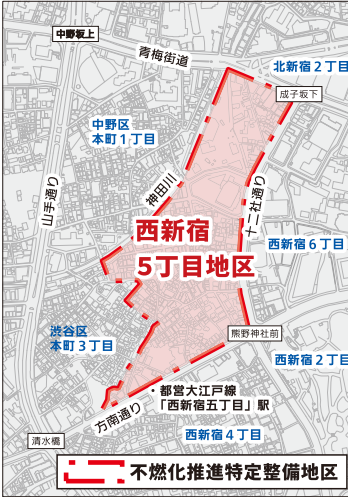 中野坂上
青梅街道
北新宿2丁目
成子坂下
中野区
本町1丁目
神田川
山手通り
十二社通り
西新宿
5丁目地区
西新宿6丁目
渋谷区
本町3丁目
熊野神社前
西新宿2丁目
・都営大江戸線
「西新宿五丁目」駅
方南通り
西新宿4丁目
清水橋
不燃化推進特定整備地区